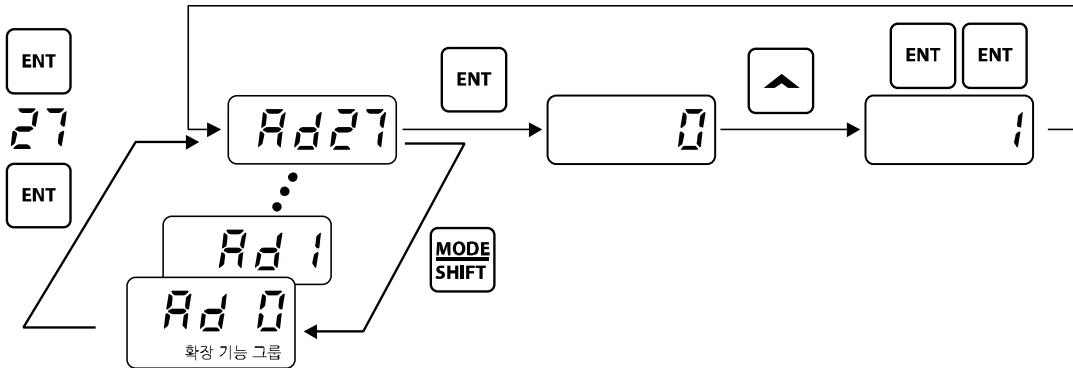 ENT
27
ENT
Ad27
ENT
0
ENT ENT
1
Ad 1
MODE
SHIFT
Ad 0
확장 기능 그룹